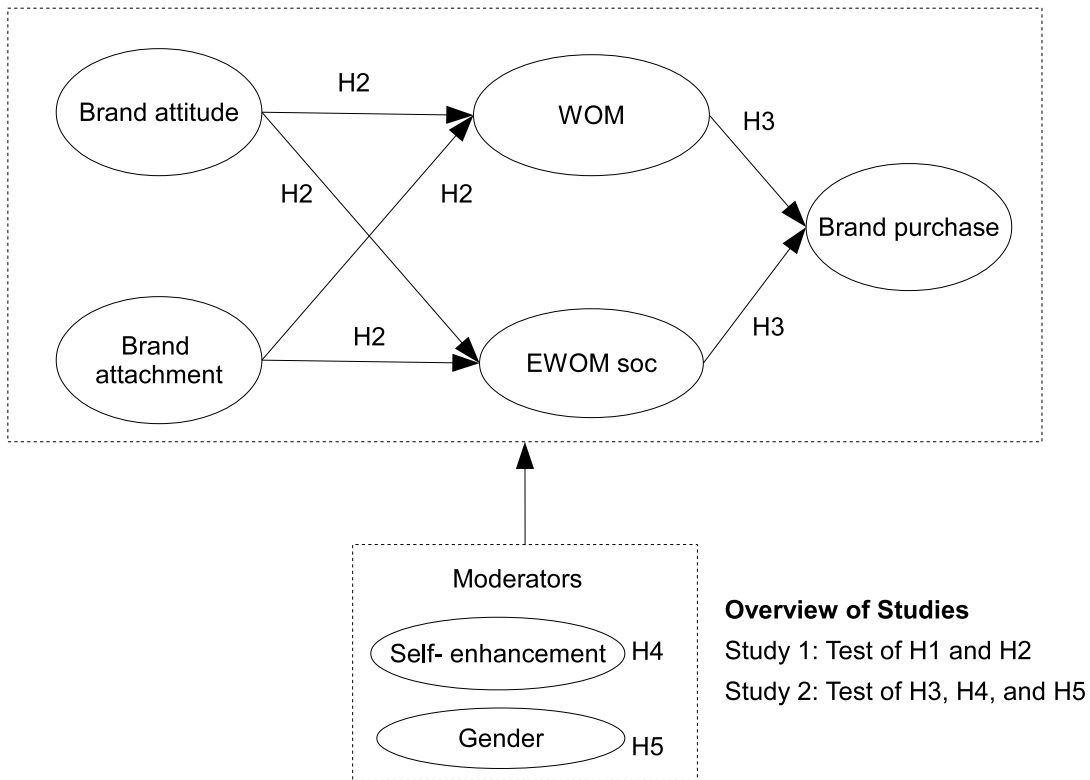 H2
Brand attitude
WOM
H3
H2
H2
Brand purchase
Brand
attachment
H2
EWOM soc
H3
Moderators
Self- enhancement
H4
Gender
H5
Overview of Studies
Study 1: Test of H1 and H2
Study 2: Test of H3, H4, and H5